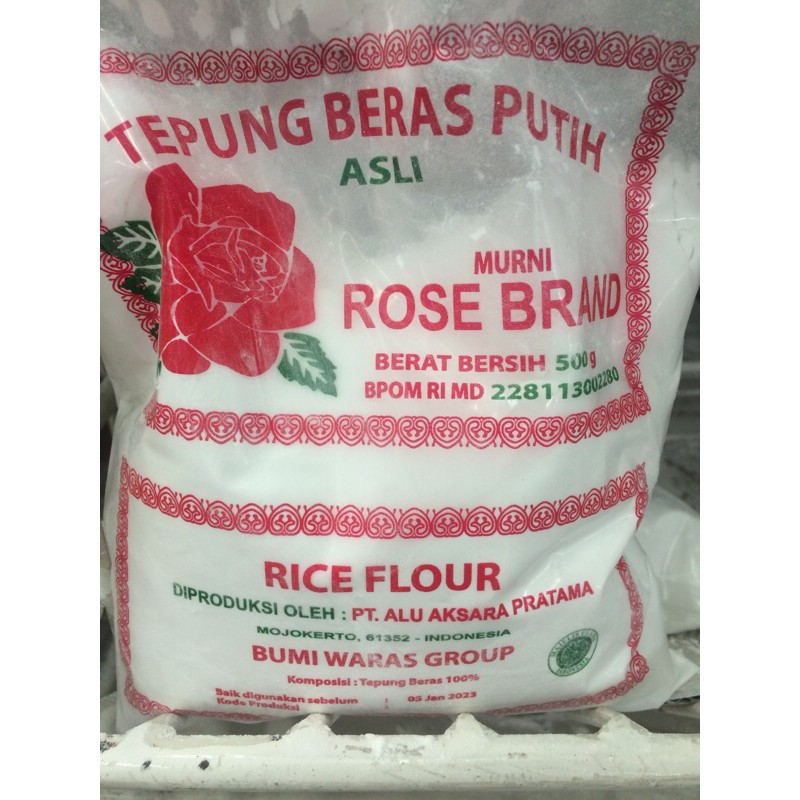 TEPUNG BERAS PUTIH
ASLI
MURNI
ROSE BRAND
BERAT BERSIH 500 g
BPOM RI MD 228113002280
RICE FLOUR
DIPRODUKSI OLEH : PT. ALU AKSARA PRATAMA
MOJOKERTO, 61352 - INDONESIA
BUMI WARAS GROUP
Komposisi : Tepung Beras 100%
Baik digunakan sebelum : 05 Jan 2023
Kode Produksi